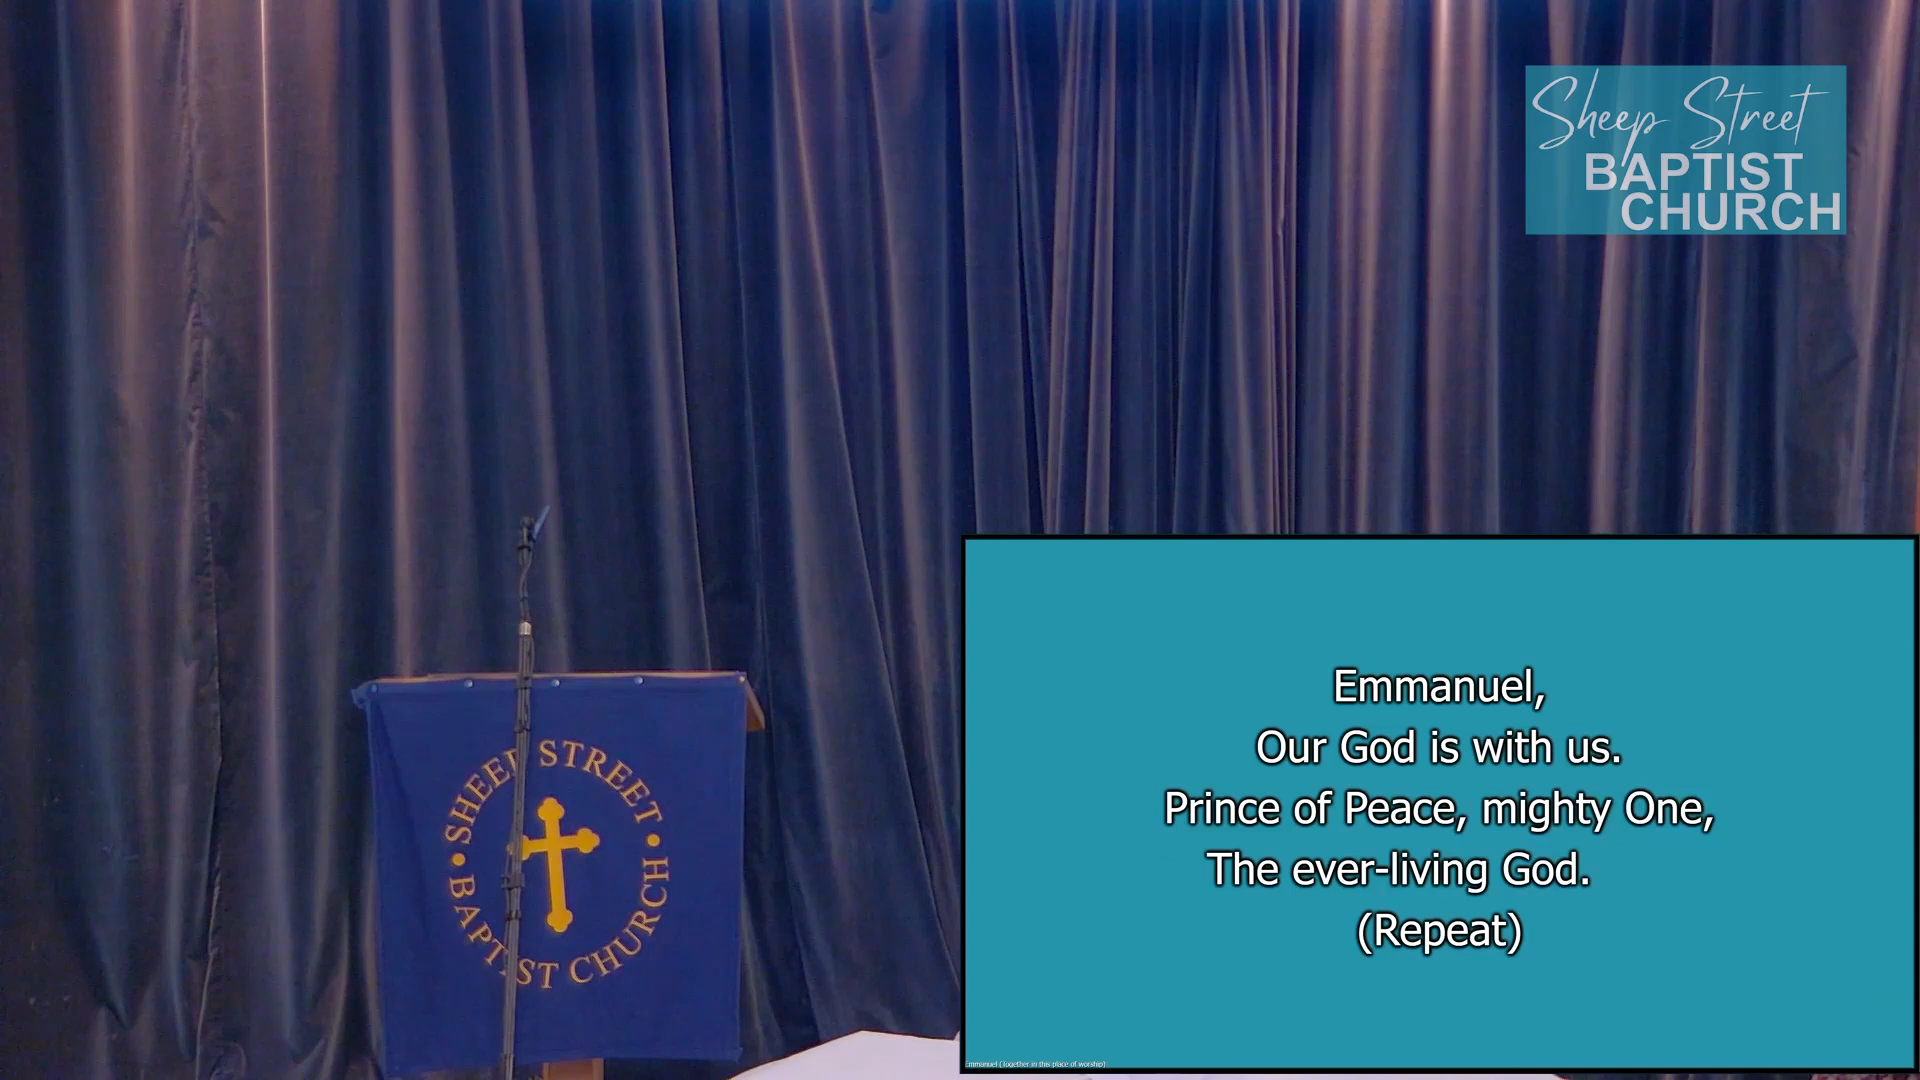 Sheep Street
BAPTIST
CHURCH
SHEEP STREET
• BAPTIST CHURCH •
Emmanuel,
Our God is with us.
Prince of Peace, mighty One,
The ever-living God.
(Repeat)
Emmanuel (Together in this place of worship)